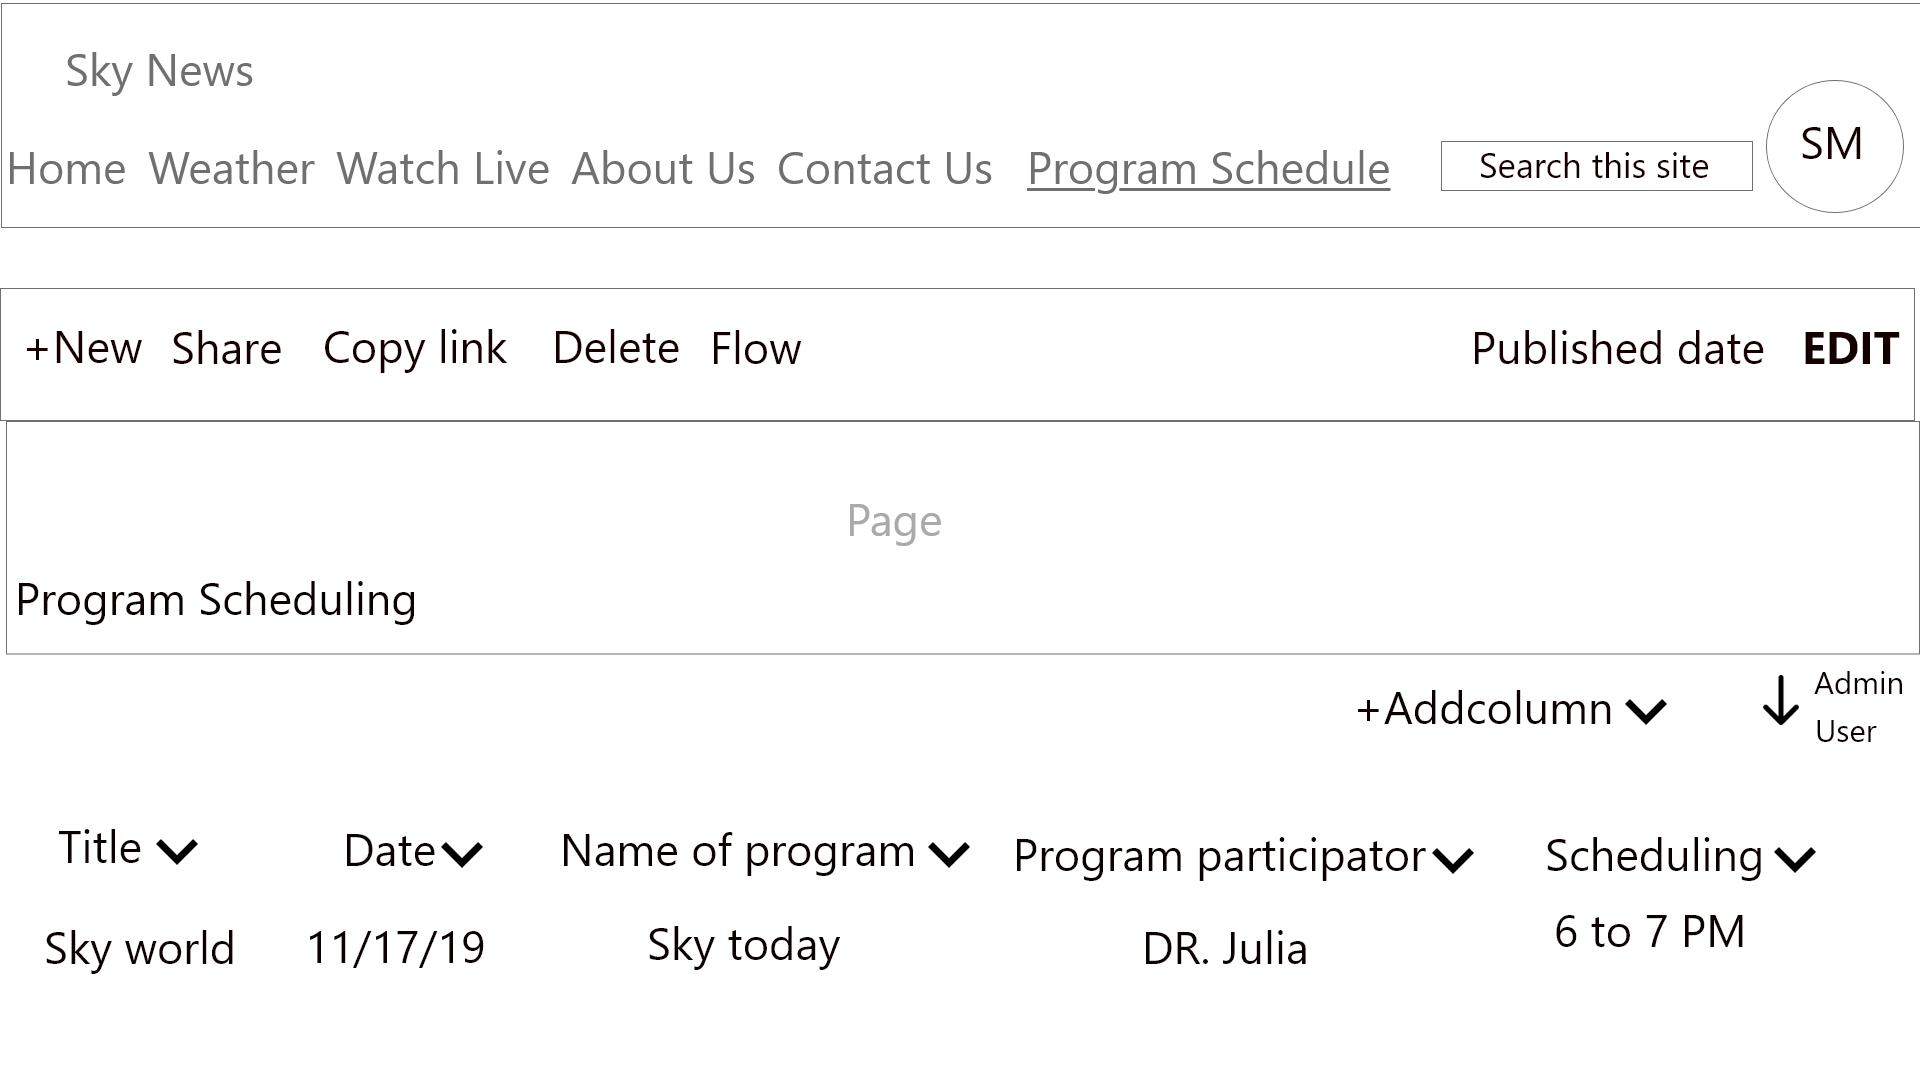 Sky News
SM
Home Weather Watch Live About Us Contact Us Program Schedule Search this site
+New Share Copy link Delete Flow Published date EDIT
Page
Program Scheduling
+Addcolumn Admin
User
Title Date Name of program Program participator Scheduling
Sky world 11/17/19 Sky today DR. Julia 6 to 7 PM